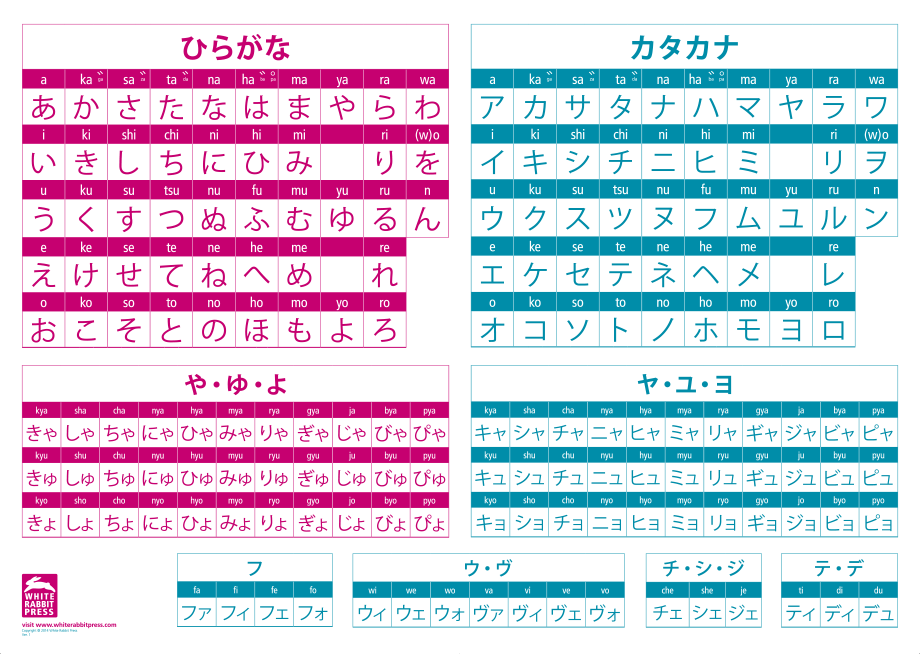 ひらがな
a ka sa ta na ha ma ya ra wa
あ か さ た な は ま や ら わ
i ki shi chi ni hi mi ri (w)o
い き し ち に ひ み り を
u ku su tsu nu fu mu yu ru n
う く す つ ぬ ふ む ゆ る ん
e ke se te ne he me re
え け せ て ね へ め れ
o ko so to no ho mo yo ro
お こ そ と の ほ も よ ろ
カタカナ
a ka sa ta na ha ma ya ra wa
ア カ サ タ ナ ハ マ ヤ ラ ワ
i ki shi chi ni hi mi ri (w)o
イ キ シ チ ニ ヒ ミ リ ヲ
u ku su tsu nu fu mu yu ru n
ウ ク ス ツ ヌ フ ム ユ ル ン
e ke se te ne he me re
エ ケ セ テ ネ ヘ メ レ
o ko so to no ho mo yo ro
オ コ ソ ト ノ ホ モ ヨ ロ
や・ゆ・よ
kya sha cha nya hya mya rya gya ja bya pya
きゃ しゃ ちゃ にゃ ひゃ みゃ りゃ ぎゃ じゃ びゃ ぴゃ
kyu shu chu nyu hyu myu ryu gyu ju byu pyu
きゅ しゅ ちゅ にゅ ひゅ みゅ りゅ ぎゅ じゅ びゅ ぴゅ
kyo sho cho nyo hyo myo ryo gyo jo byo pyo
きょ しょ ちょ にょ ひょ みょ りょ ぎょ じょ びょ ぴょ
ヤ・ユ・ヨ
kya sha cha nya hya mya rya gya ja bya pya
キャ シャ チャ ニャ ヒャ ミャ リャ ギャ ジャ ビャ ピャ
kyu shu chu nyu hyu myu ryu gyu ju byu pyu
キュ シュ チュ ニュ ヒュ ミュ リュ ギュ ジュ ビュ ピュ
kyo sho cho nyo hyo myo ryo gyo jo byo pyo
キョ ショ チョ ニョ ヒョ ミョ リョ ギョ ジョ ビョ ピョ
フ
fa fi fe fo
ファ フィ フェ フォ
ウ・ヴ
wi we wo va vi ve vo
ウィ ウェ ウォ ヴァ ヴィ ヴェ ヴォ
チ・シ・ジ
che she je
チェ シェ ジェ
テ・デ
ti di du
ティ ディ デュ
WHITE
RABBIT
PRESS
visit www.whiterabbitpress.com